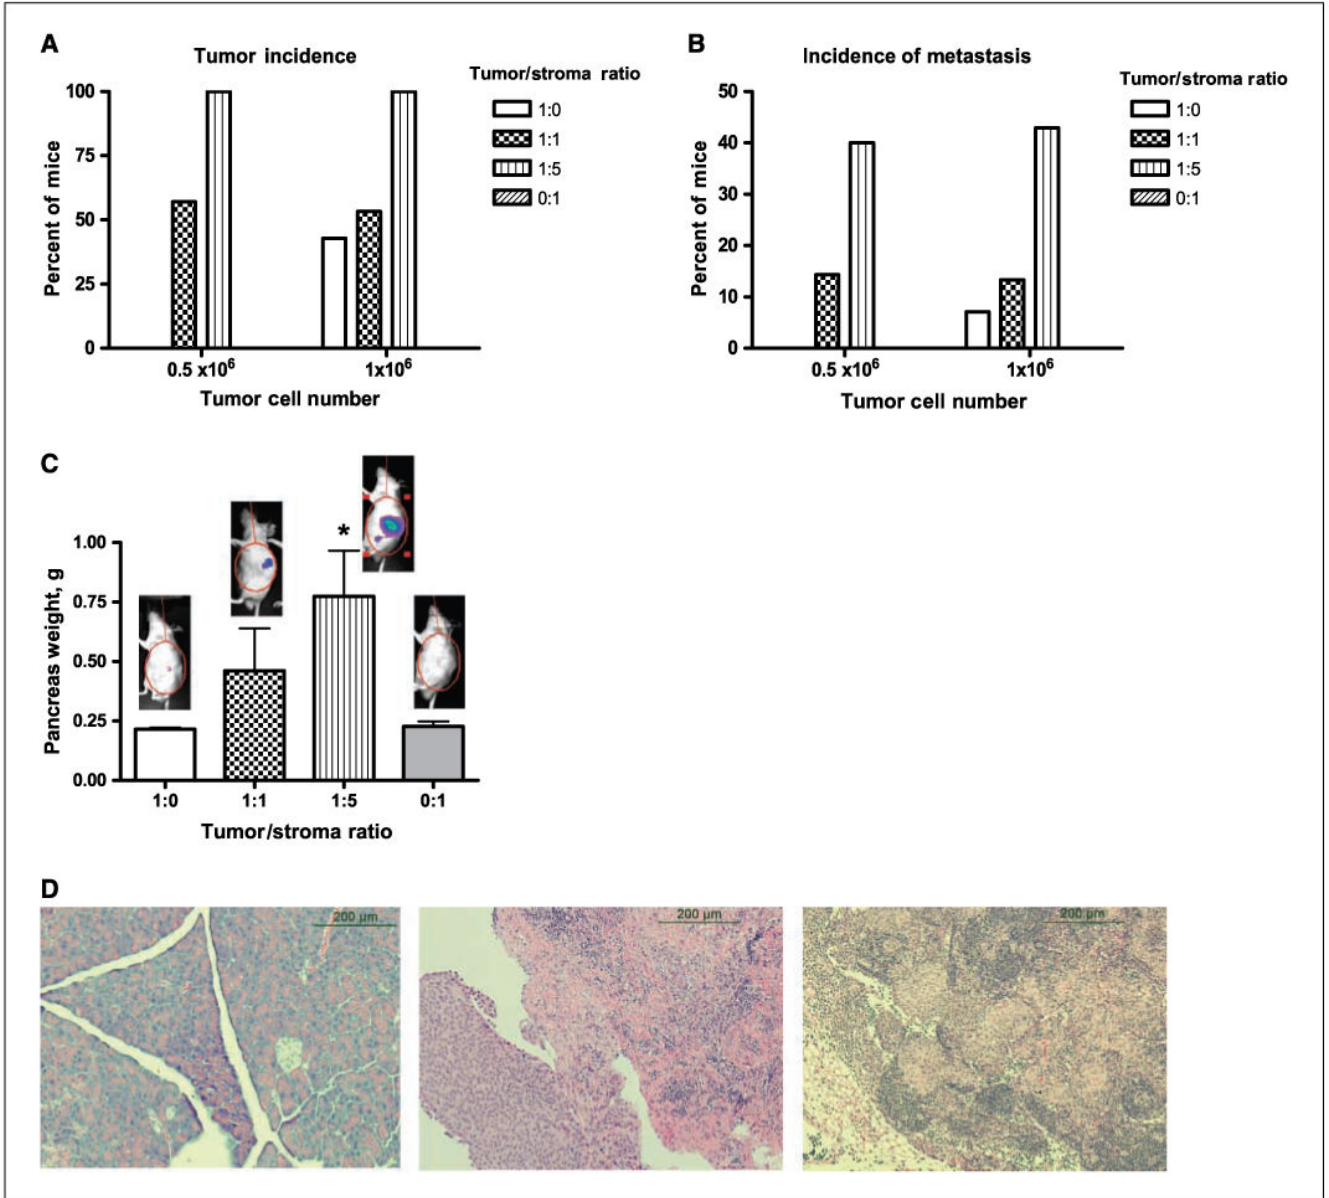 A
Tumor incidence
Tumor/stroma ratio
1:0
1:1
1:5
0:1
100
75
50
25
0
Percent of mice
0.5 x10⁶
1x10⁶
Tumor cell number
B
Incidence of metastasis
Tumor/stroma ratio
1:0
1:1
1:5
0:1
50
40
30
20
10
0
Percent of mice
0.5 x10⁶
1x10⁶
Tumor cell number
C
*
1.00
0.75
0.50
0.25
0.00
Pancreas weight, g
1:0
1:1
1:5
0:1
Tumor/stroma ratio
D
200 µm
200 µm
200 µm